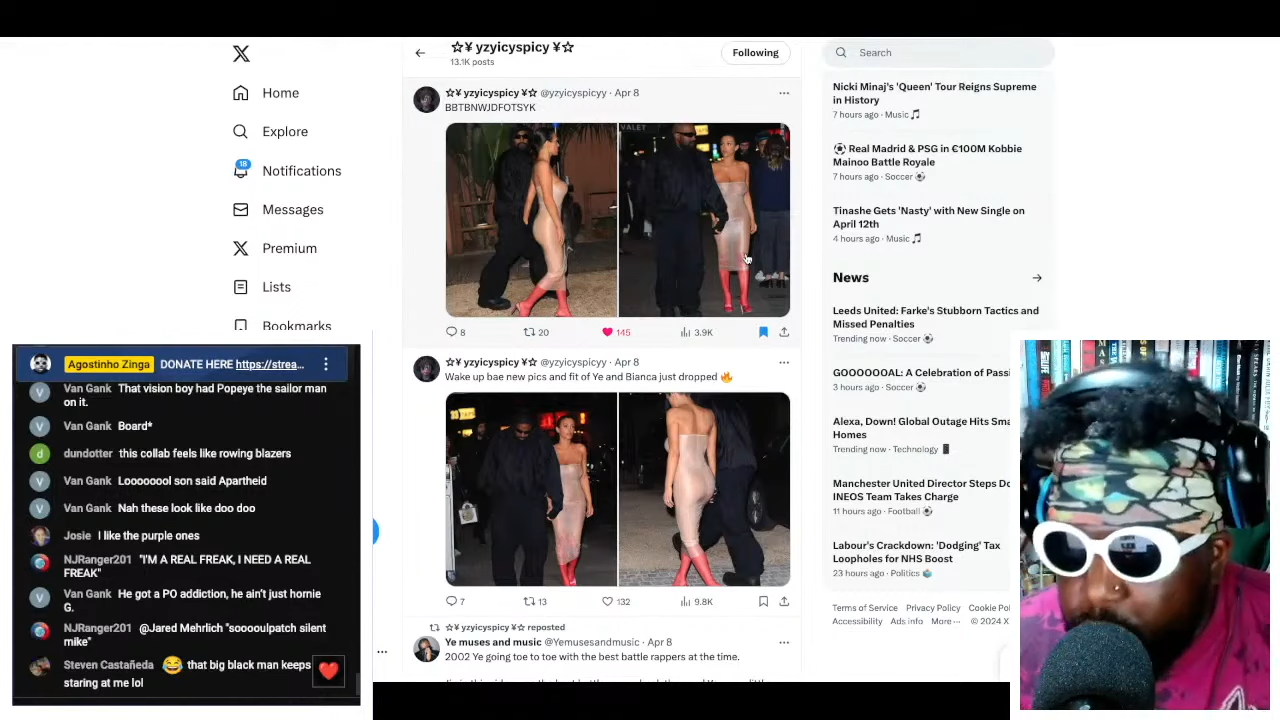 ☆¥ yzyicyspicy ¥☆
13.1K posts
Following
Search
Home
Explore
18
Notifications
Messages
Premium
Lists
Bookmarks
☆¥ yzyicyspicy ¥☆ @yzyicyspicyy · Apr 8
BBTBNWJDFOTSYK
VALET
8 20 145 3.9K
☆¥ yzyicyspicy ¥☆ @yzyicyspicyy · Apr 8
Wake up bae new pics and fit of Ye and Bianca just dropped 🔥
7 13 132 9.8K
☆¥ yzyicyspicy ¥☆ reposted
Ye muses and music @Yemusesandmusic · Apr 8
2002 Ye going toe to toe with the best battle rappers at the time.
Nicki Minaj's 'Queen' Tour Reigns Supreme
in History
7 hours ago · Music 🎵
⚽ Real Madrid & PSG in €100M Kobbie
Mainoo Battle Royale
7 hours ago · Soccer ⚽
Tinashe Gets 'Nasty' with New Single on
April 12th
4 hours ago · Music 🎵
News
Leeds United: Farke's Stubborn Tactics and
Missed Penalties
Trending now · Soccer ⚽
GOOOOOOAL: A Celebration of Passi
3 hours ago · Soccer ⚽
Alexa, Down! Global Outage Hits Sma
Homes
Trending now · Technology 📱
Manchester United Director Steps Do
INEOS Team Takes Charge
11 hours ago · Football ⚽
Labour's Crackdown: 'Dodging' Tax
Loopholes for NHS Boost
23 hours ago · Politics
Terms of Service Privacy Policy Cookie Pol
Accessibility Ads info More ··· © 2024 X
Agostinho Zinga DONATE HERE https://strea...
Van Gank That vision boy had Popeye the sailor man
on it.
Van Gank Board*
dundotter this collab feels like rowing blazers
Van Gank Loooooool son said Apartheid
Van Gank Nah these look like doo doo
Josie I like the purple ones
NJRanger201 "I'M A REAL FREAK, I NEED A REAL
FREAK"
Van Gank He got a PO addiction, he ain't just hornie
G.
NJRanger201 @Jared Mehrlich "sooooulpatch silent
mike"
Steven Castañeda 😂 that big black man keeps
staring at me lol